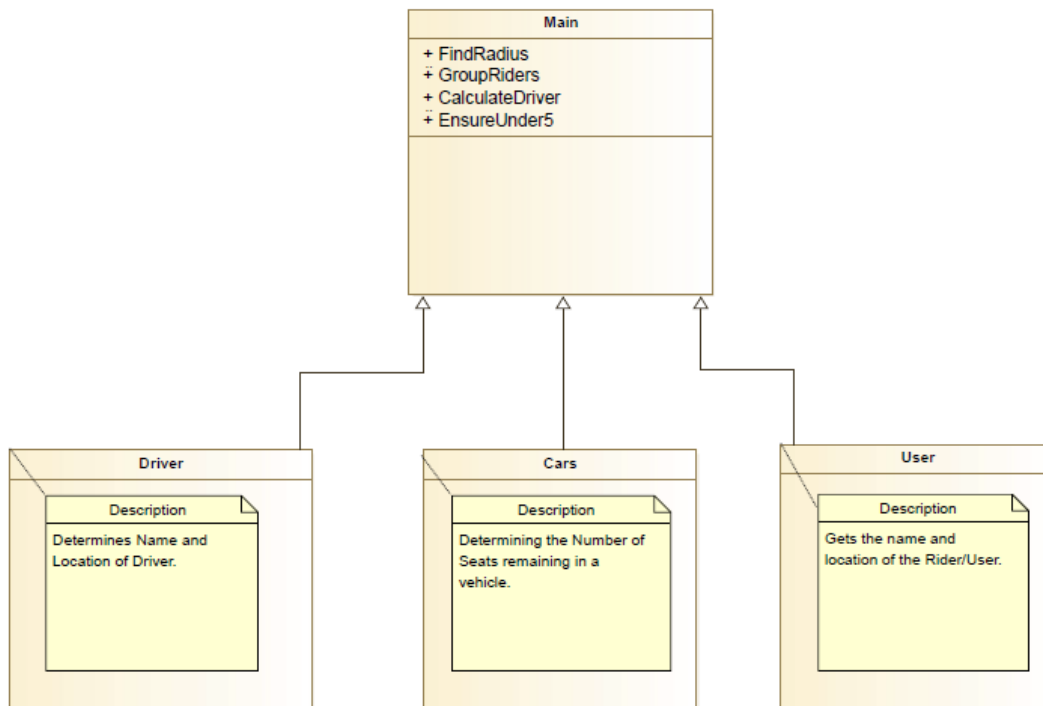 Main
+ FindRadius
+ GroupRiders
+ CalculateDriver
+ EnsureUnder5
Driver
Description
Determines Name and
Location of Driver.
Cars
Description
Determining the Number of
Seats remaining in a
vehicle.
User
Description
Gets the name and
location of the Rider/User.